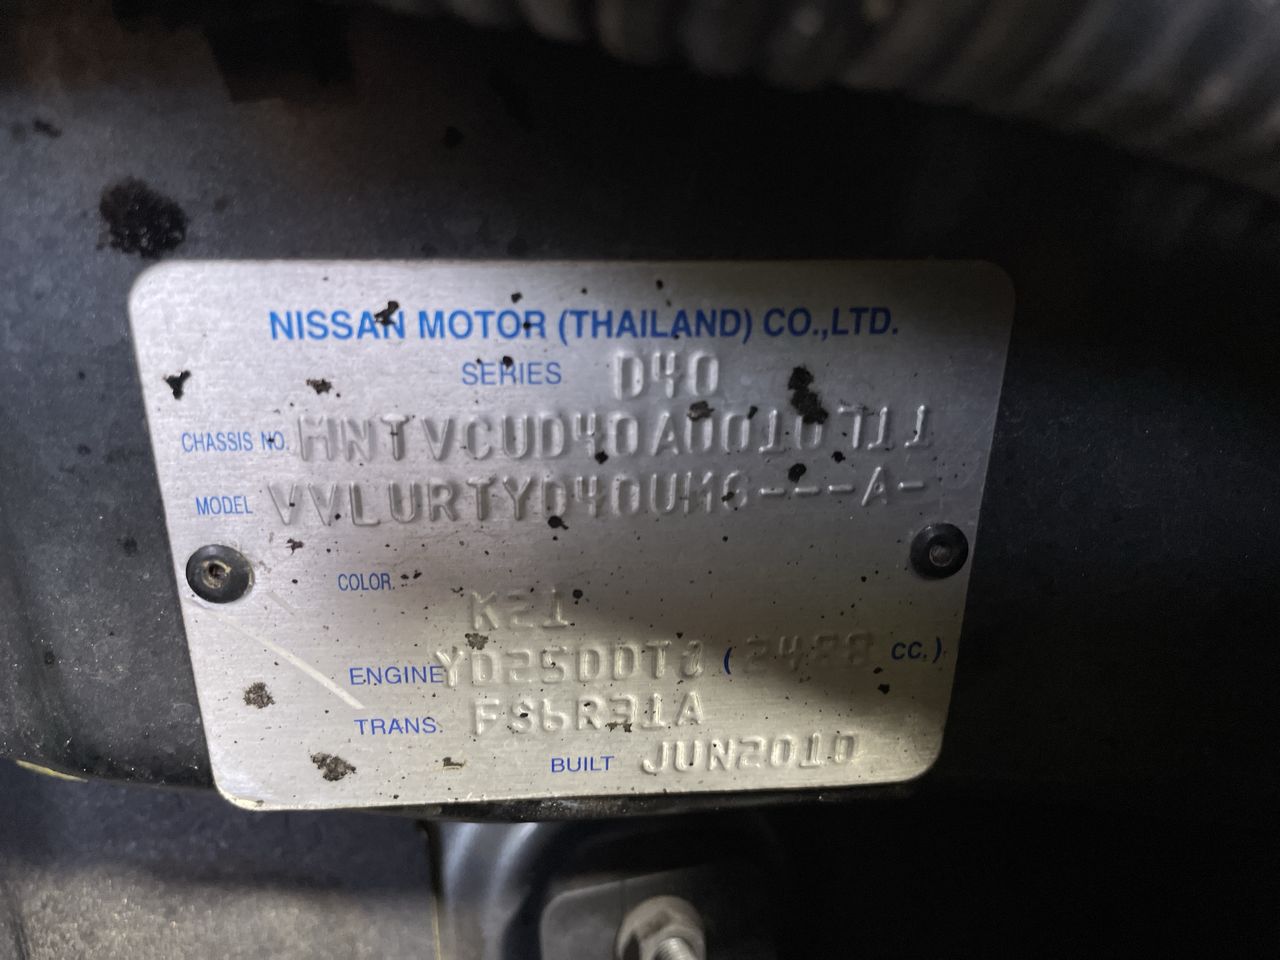 NISSAN MOTOR (THAILAND) CO.,LTD.
SERIES D40
CHASSIS NO. MNTVCUD40A0010711
MODEL VVLURTYD40UM6---A-
COLOR.
K21
ENGINE YD25DDT3 (2488 CC.)
TRANS. FS6R31A
BUILT JUN2010